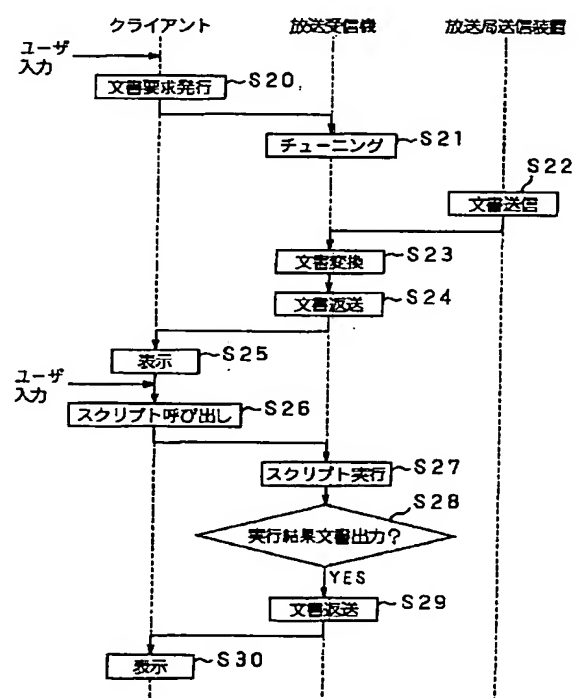 クライアント
放送受信機
放送局送信装置
ユーザ
入力
文書要求発行
S20
チューニング
S21
S22
文書送信
文書変換
S23
文書返送
S24
表示
S25
ユーザ
入力
スクリプト呼び出し
S26
スクリプト実行
S27
S28
実行結果文書出力?
YES
文書返送
S29
表示
S30